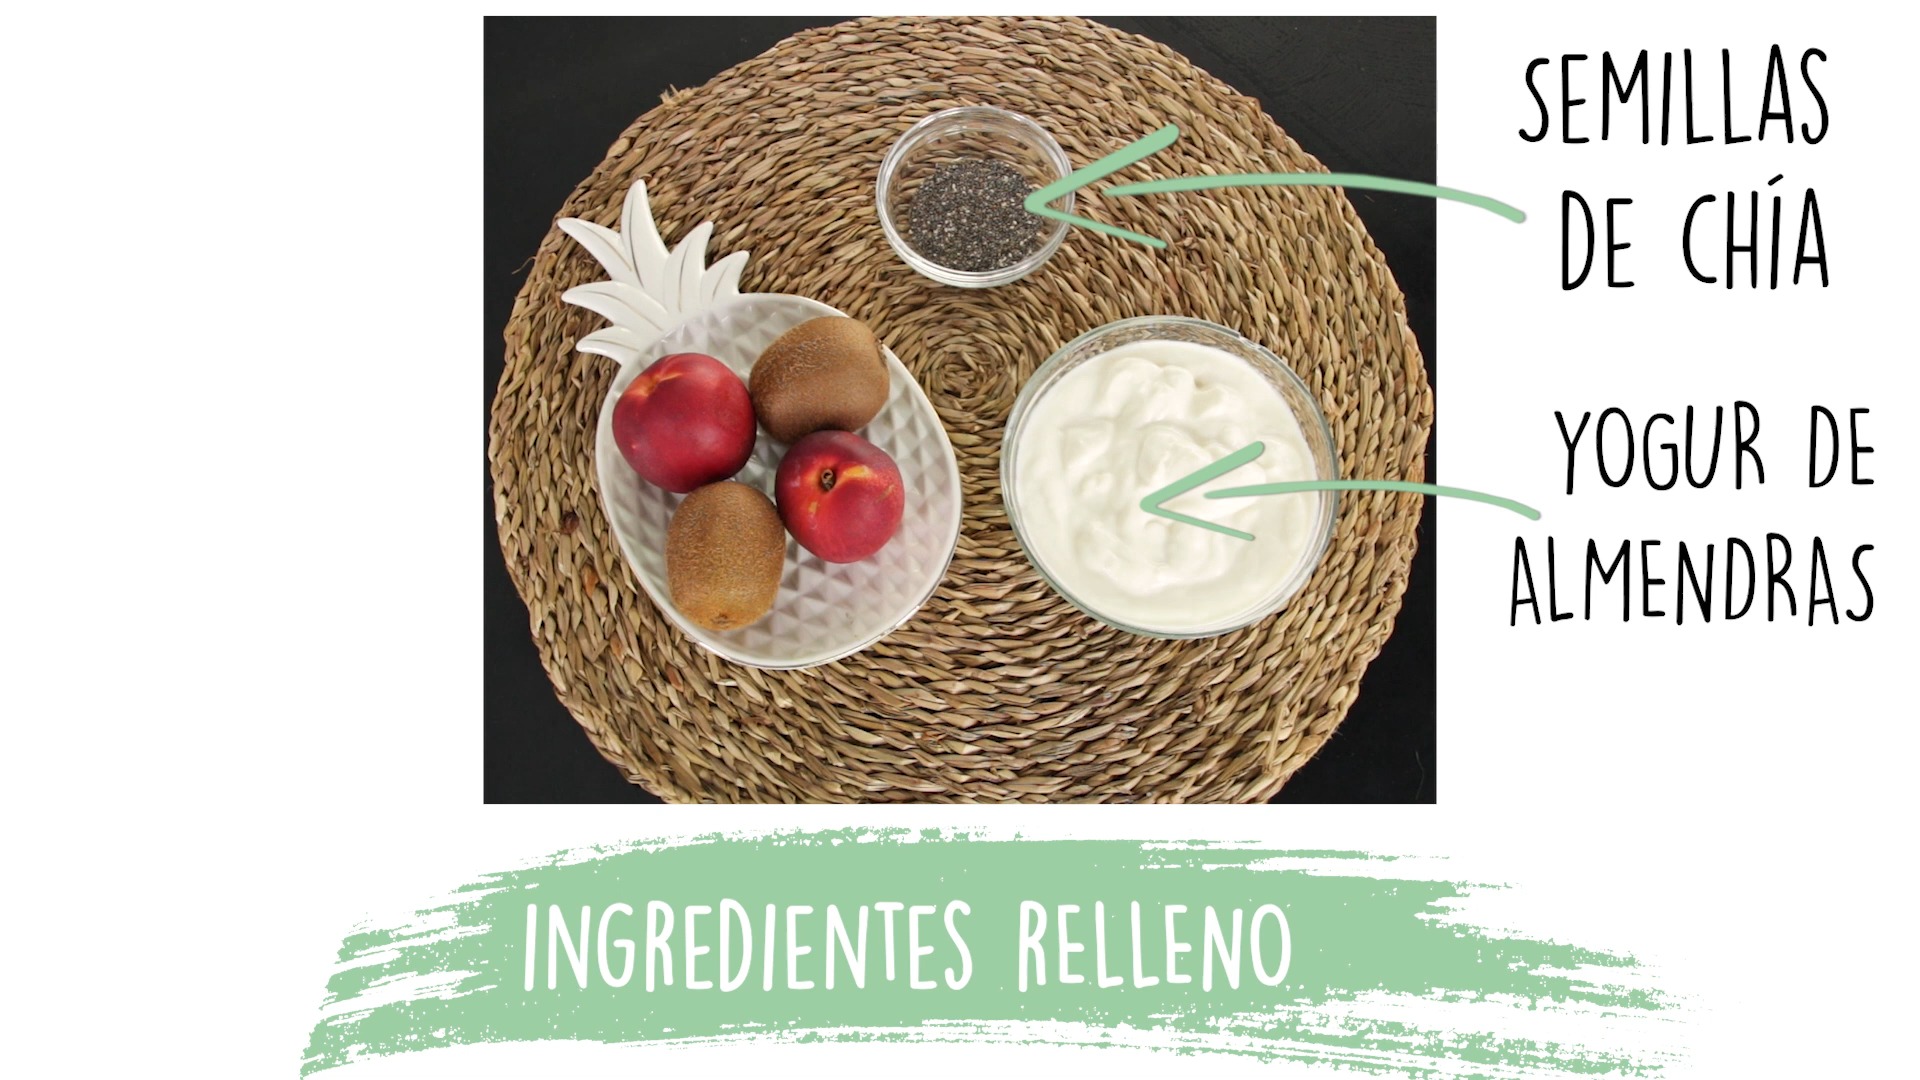 SEMILLAS
DE CHÍA
YOGUR DE
ALMENDRAS
INGREDIENTES RELLENO